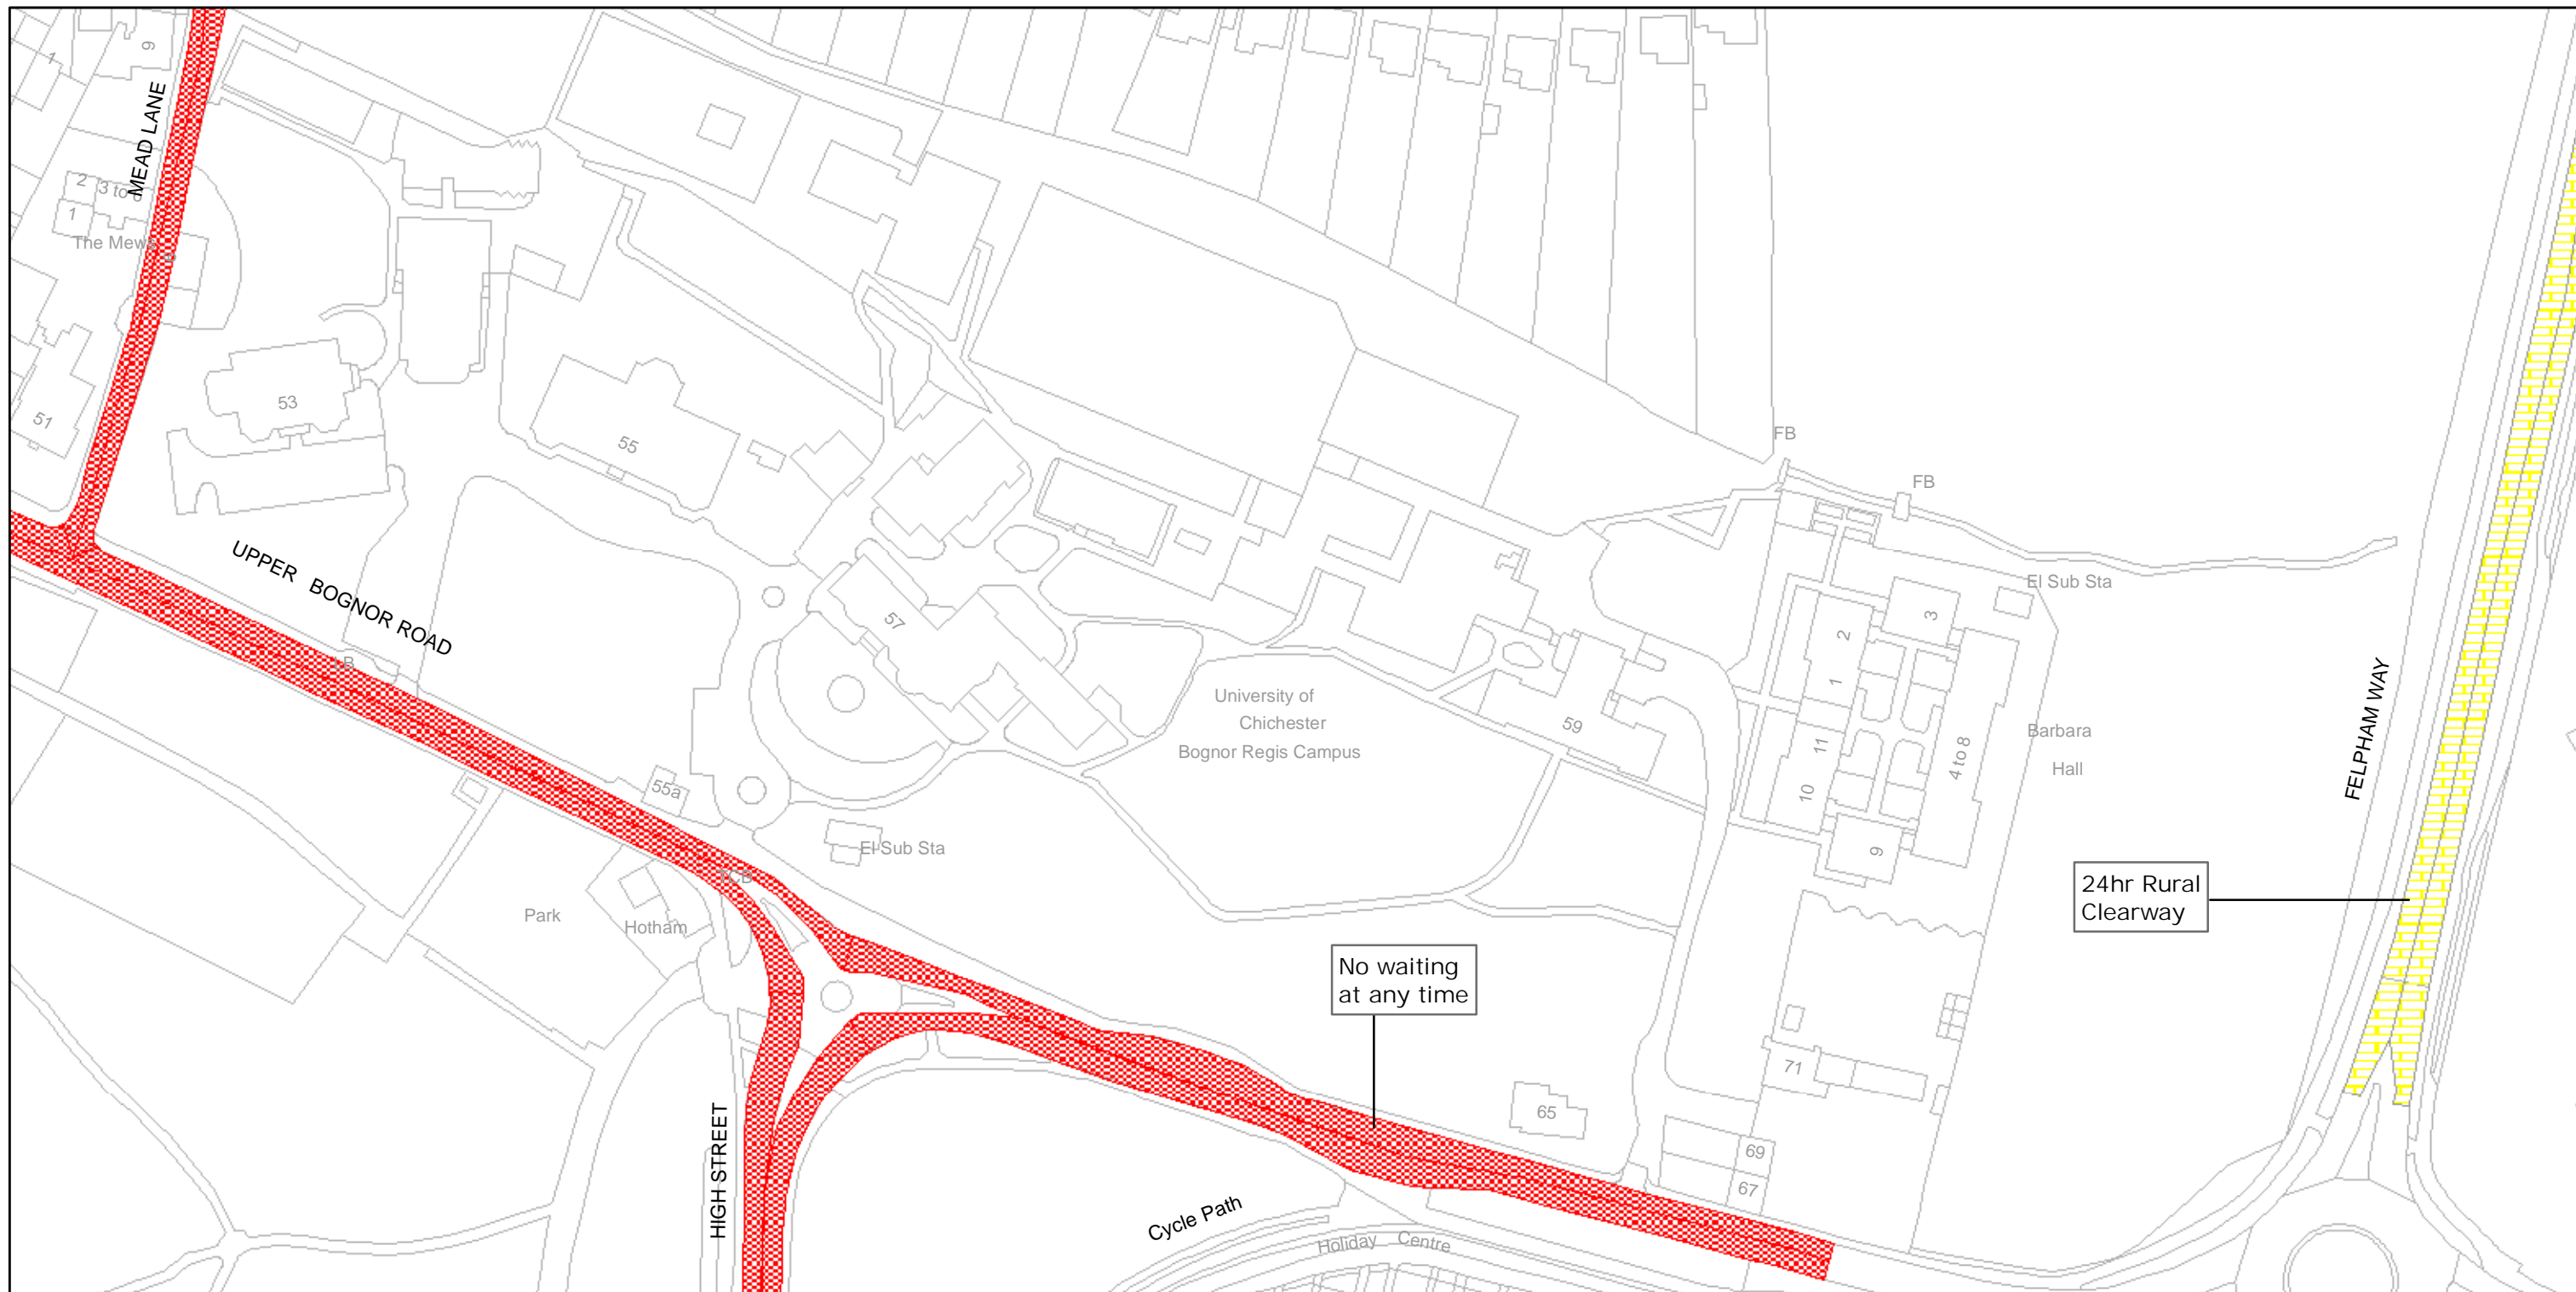 1
9
MEAD LANE
2
3 to
1
The Mews
51
53
55
UPPER BOGNOR ROAD
LB
57
55a
El Sub Sta
TCB
Park
Hotham
HIGH STREET
University of
Chichester
Bognor Regis Campus
59
FB
FB
El Sub Sta
3
2
1
11
10
4 to 8
9
Barbara
Hall
FELPHAM WAY
24hr Rural
Clearway
No waiting
at any time
71
65
69
67
Cycle Path
Holiday Centre